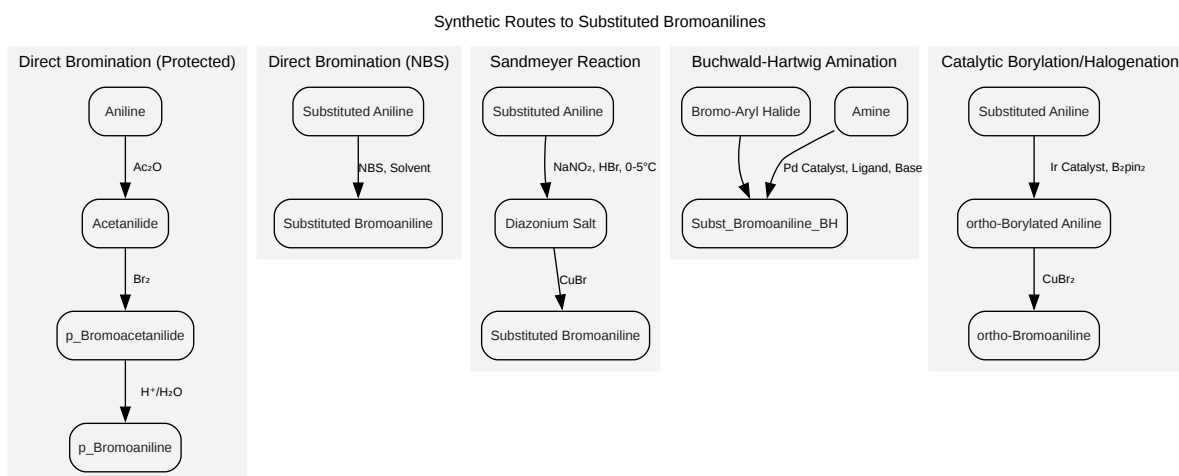 Synthetic Routes to Substituted Bromoanilines
Direct Bromination (Protected)
Aniline
Ac₂O
Acetanilide
Br₂
p_Bromoacetanilide
H⁺/H₂O
p_Bromoaniline
Direct Bromination (NBS)
Substituted Aniline
NBS, Solvent
Substituted Bromoaniline
Sandmeyer Reaction
Substituted Aniline
NaNO₂, HBr, 0-5°C
Diazonium Salt
CuBr
Substituted Bromoaniline
Buchwald-Hartwig Amination
Bromo-Aryl Halide
Amine
Pd Catalyst, Ligand, Base
Subst_Bromoaniline_BH
Catalytic Borylation/Halogenation
Substituted Aniline
Ir Catalyst, B₂pin₂
ortho-Borylated Aniline
CuBr₂
ortho-Bromoaniline